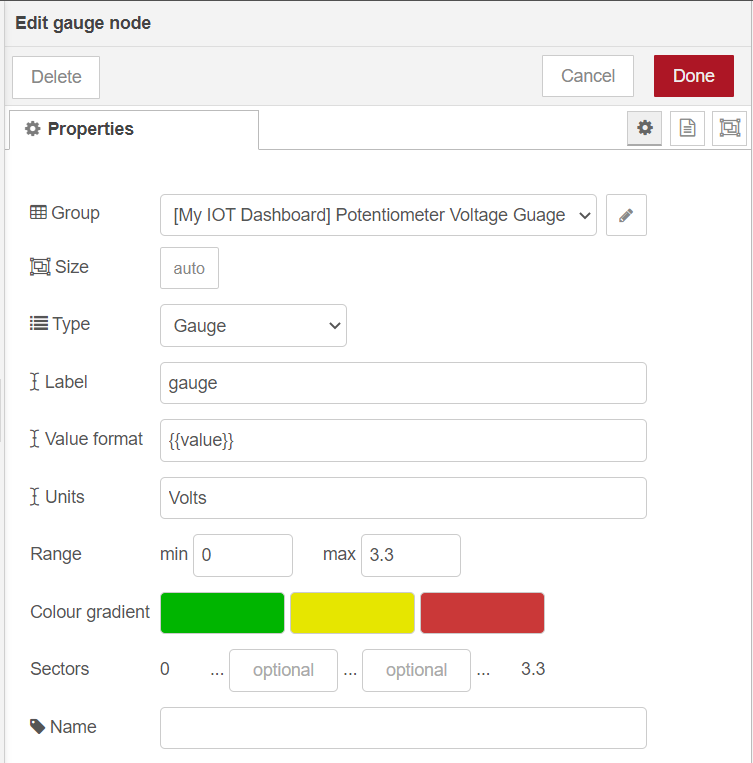 Edit gauge node
Delete Cancel Done
Properties
Group [My IOT Dashboard] Potentiometer Voltage Guage
Size auto
Type Gauge
Label gauge
Value format {{value}}
Units Volts
Range min 0 max 3.3
Colour gradient
Sectors 0 ... optional ... optional ... 3.3
Name